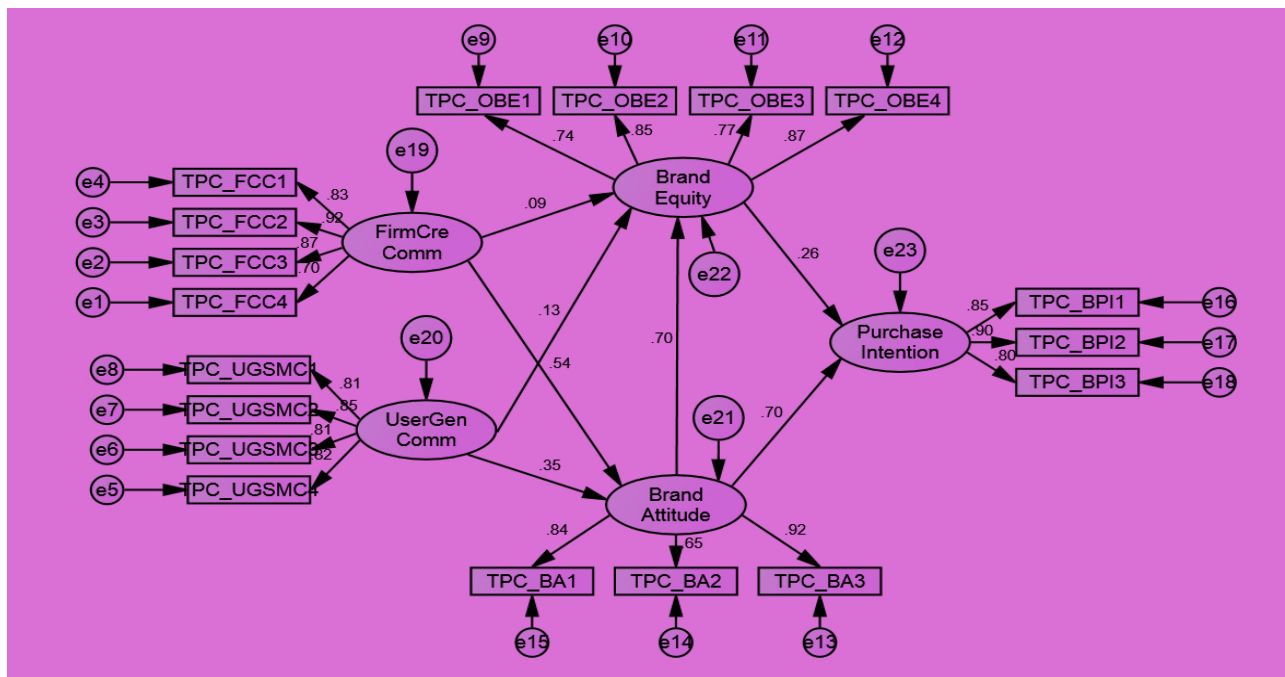 e9
e10
e11
e12
TPC_OBE1
TPC_OBE2
TPC_OBE3
TPC_OBE4
.74
.85
.77
.87
e19
Brand
Equity
e4
TPC_FCC1
.83
e3
TPC_FCC2
.92
e2
TPC_FCC3
.87
e1
TPC_FCC4
.70
FirmCre
Comm
.09
e22
.26
e23
.13
.54
.70
Purchase
Intention
.85
TPC_BPI1
e16
.90
TPC_BPI2
e17
.80
TPC_BPI3
e18
e20
e8
TPC_UGSMC1
.81
e7
TPC_UGSMC2
.85
e6
TPC_UGSMC3
.81
e5
TPC_UGSMC4
.82
UserGen
Comm
.35
e21
.70
Brand
Attitude
.84
65
.92
TPC_BA1
TPC_BA2
TPC_BA3
e15
e14
e13